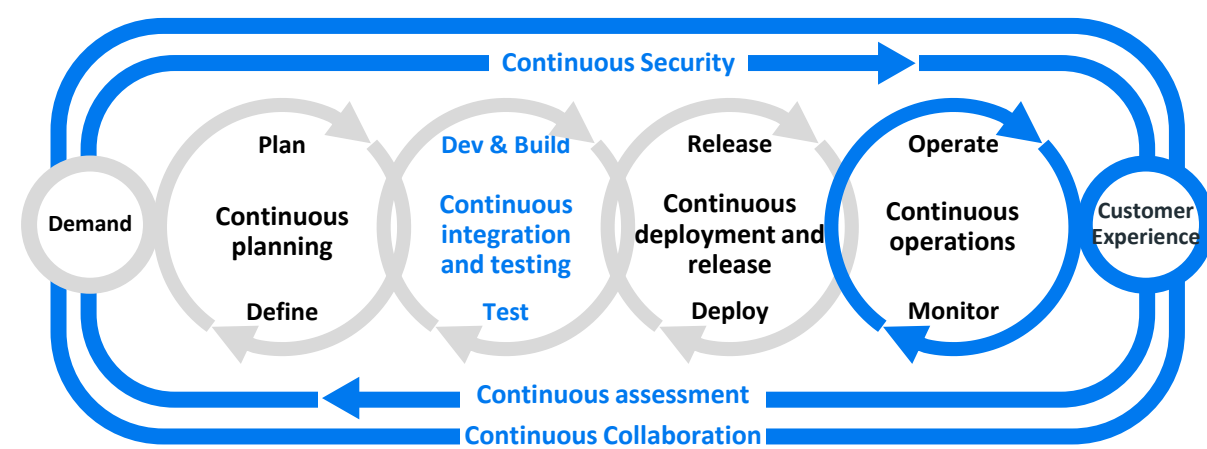 Continuous Security
Demand
Plan
Continuous
planning
Define
Dev & Build
Continuous
integration
and testing
Test
Release
Continuous
deployment and
release
Deploy
Operate
Continuous
operations
Monitor
Customer
Experience
Continuous assessment
Continuous Collaboration